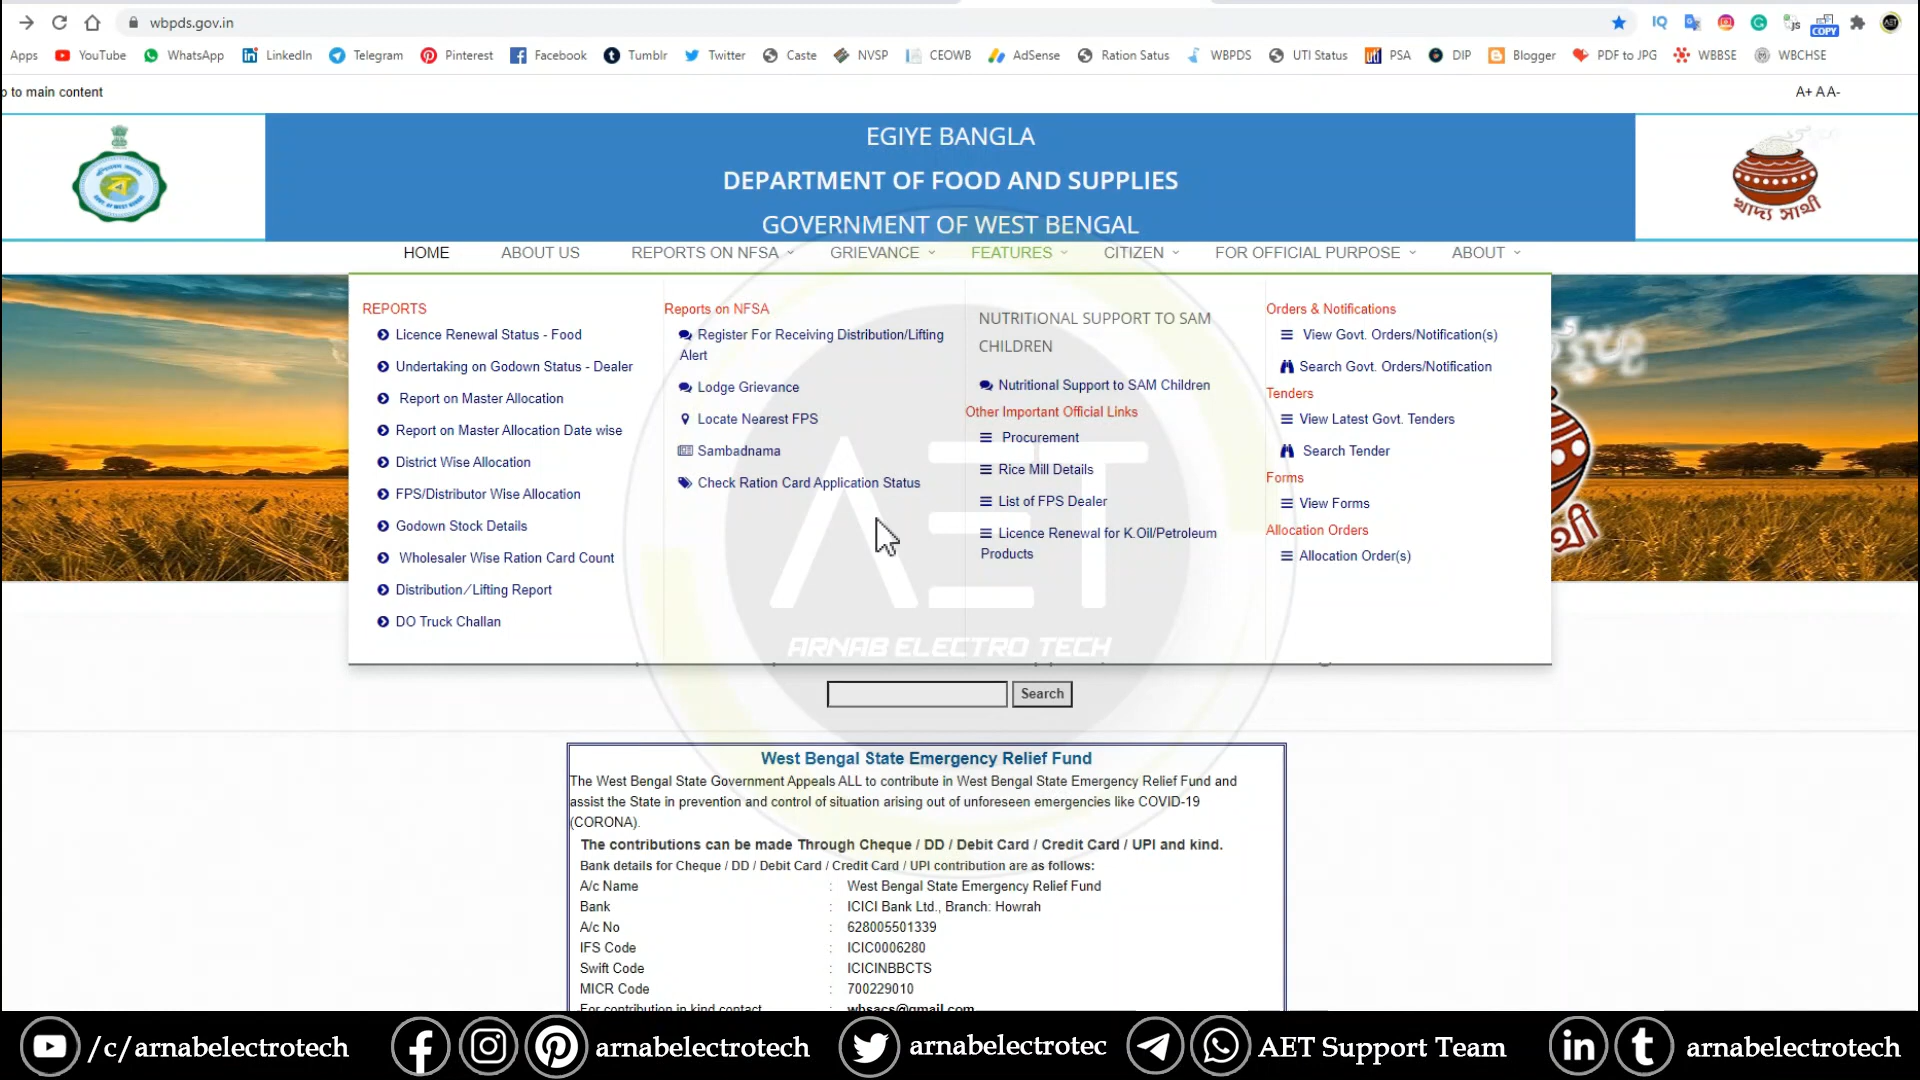 wbpds.gov.in
IQ
JS
COPY
AET
Apps YouTube WhatsApp LinkedIn Telegram Pinterest Facebook Tumblr Twitter Caste NVSP CEOWB AdSense Ration Satus WBPDS UTI Status PSA DIP Blogger PDF to JPG WBBSE WBCHSE
p to main content
A+ A A-
EGIYE BANGLA
DEPARTMENT OF FOOD AND SUPPLIES
GOVERNMENT OF WEST BENGAL
খাদ্য সাথী
HOME ABOUT US REPORTS ON NFSA GRIEVANCE FEATURES CITIZEN FOR OFFICIAL PURPOSE ABOUT
REPORTS
Licence Renewal Status - Food
Undertaking on Godown Status - Dealer
Report on Master Allocation
Report on Master Allocation Date wise
District Wise Allocation
FPS/Distributor Wise Allocation
Godown Stock Details
Wholesaler Wise Ration Card Count
Distribution/Lifting Report
DO Truck Challan
Reports on NFSA
Register For Receiving Distribution/Lifting
Alert
Lodge Grievance
Locate Nearest FPS
Sambadnama
Check Ration Card Application Status
NUTRITIONAL SUPPORT TO SAM
CHILDREN
Nutritional Support to SAM Children
Other Important Official Links
Procurement
Rice Mill Details
List of FPS Dealer
Licence Renewal for K.Oil/Petroleum
Products
Orders & Notifications
View Govt. Orders/Notification(s)
Search Govt. Orders/Notification
Tenders
View Latest Govt. Tenders
Search Tender
Forms
View Forms
Allocation Orders
Allocation Order(s)
AET
ARNAB ELECTRO TECH
Search
West Bengal State Emergency Relief Fund
The West Bengal State Government Appeals ALL to contribute in West Bengal State Emergency Relief Fund and
assist the State in prevention and control of situation arising out of unforeseen emergencies like COVID-19
(CORONA).
The contributions can be made Through Cheque / DD / Debit Card / Credit Card / UPI and kind.
Bank details for Cheque / DD / Debit Card / Credit Card / UPI contribution are as follows:
A/c Name : West Bengal State Emergency Relief Fund
Bank : ICICI Bank Ltd., Branch: Howrah
A/c No : 628005501339
IFS Code : ICIC0006280
Swift Code : ICICINBBCTS
MICR Code : 700229010
For contribution in kind contact : wbsacs@gmail.com
/c/arnabelectrotech arnabelectrotech arnabelectrotec AET Support Team arnabelectrotech